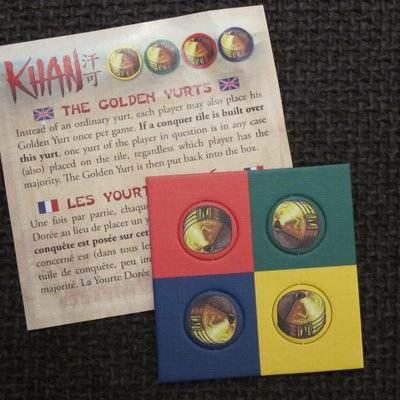 KHAN 汗可
THE GOLDEN YURTS
Instead of an ordinary yurt, each player may also place his
Golden Yurt once per game. If a conquer tile is built over
this yurt, one yurt of the player in question is in any case
(also) placed on the tile, regardless which player has the
majority. The Golden Yurt is then put back into the box.
LES YOURT
Une fois par partie, chaque
Dorée au lieu de placer un y
conquête est posée sur cet
concerné est (dans tous le
tuile de conquête, peu im
majorité. La Yourte Dorée